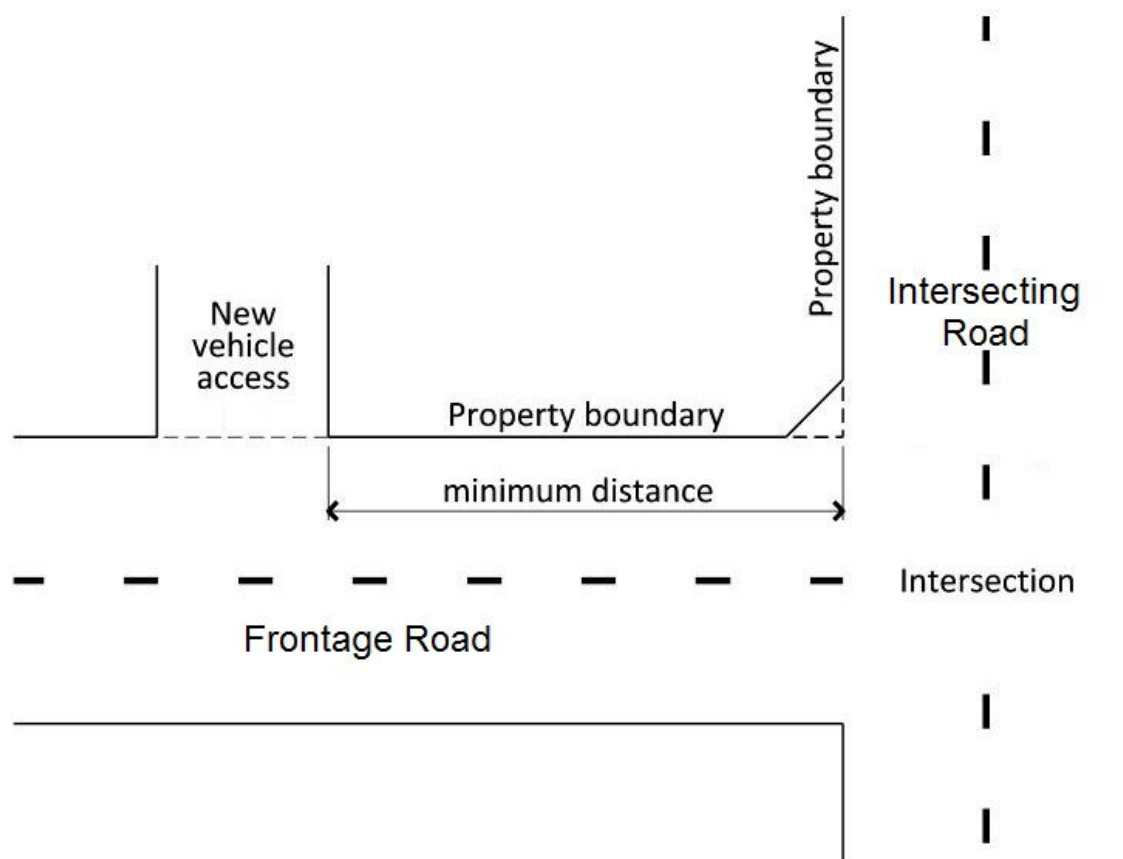 Property boundary
Intersecting
Road
New
vehicle
access
Property boundary
minimum distance
Intersection
Frontage Road